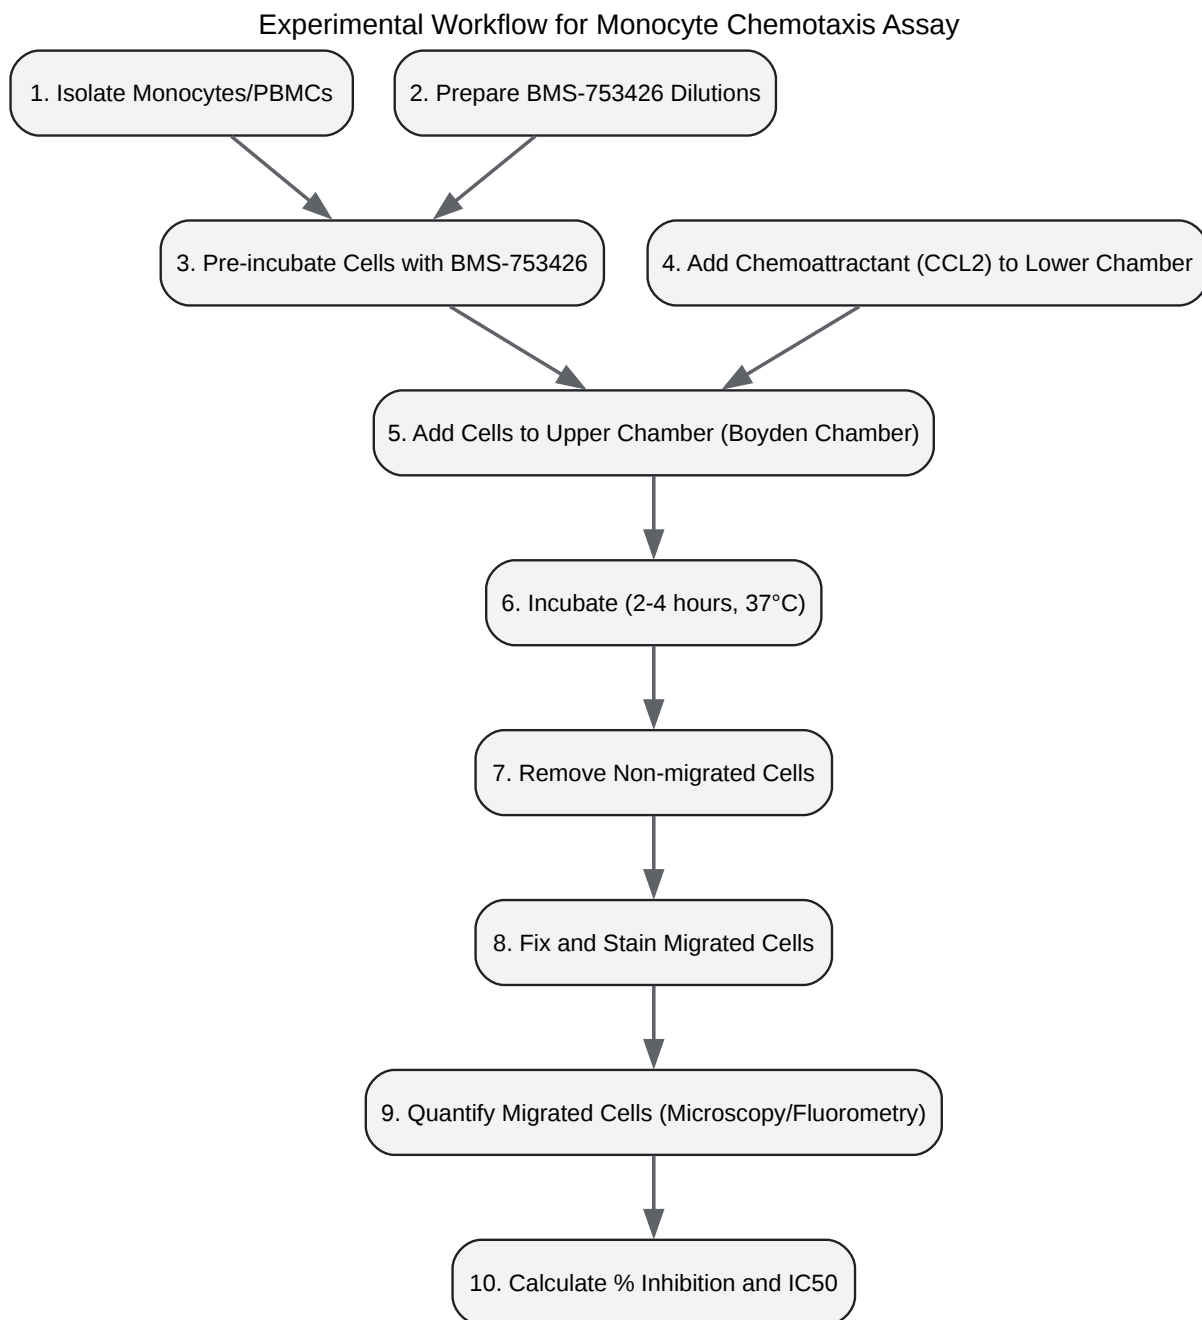 Experimental Workflow for Monocyte Chemotaxis Assay
1. Isolate Monocytes/PBMCs
2. Prepare BMS-753426 Dilutions
3. Pre-incubate Cells with BMS-753426
4. Add Chemoattractant (CCL2) to Lower Chamber
5. Add Cells to Upper Chamber (Boyden Chamber)
6. Incubate (2-4 hours, 37°C)
7. Remove Non-migrated Cells
8. Fix and Stain Migrated Cells
9. Quantify Migrated Cells (Microscopy/Fluorometry)
10. Calculate % Inhibition and IC50